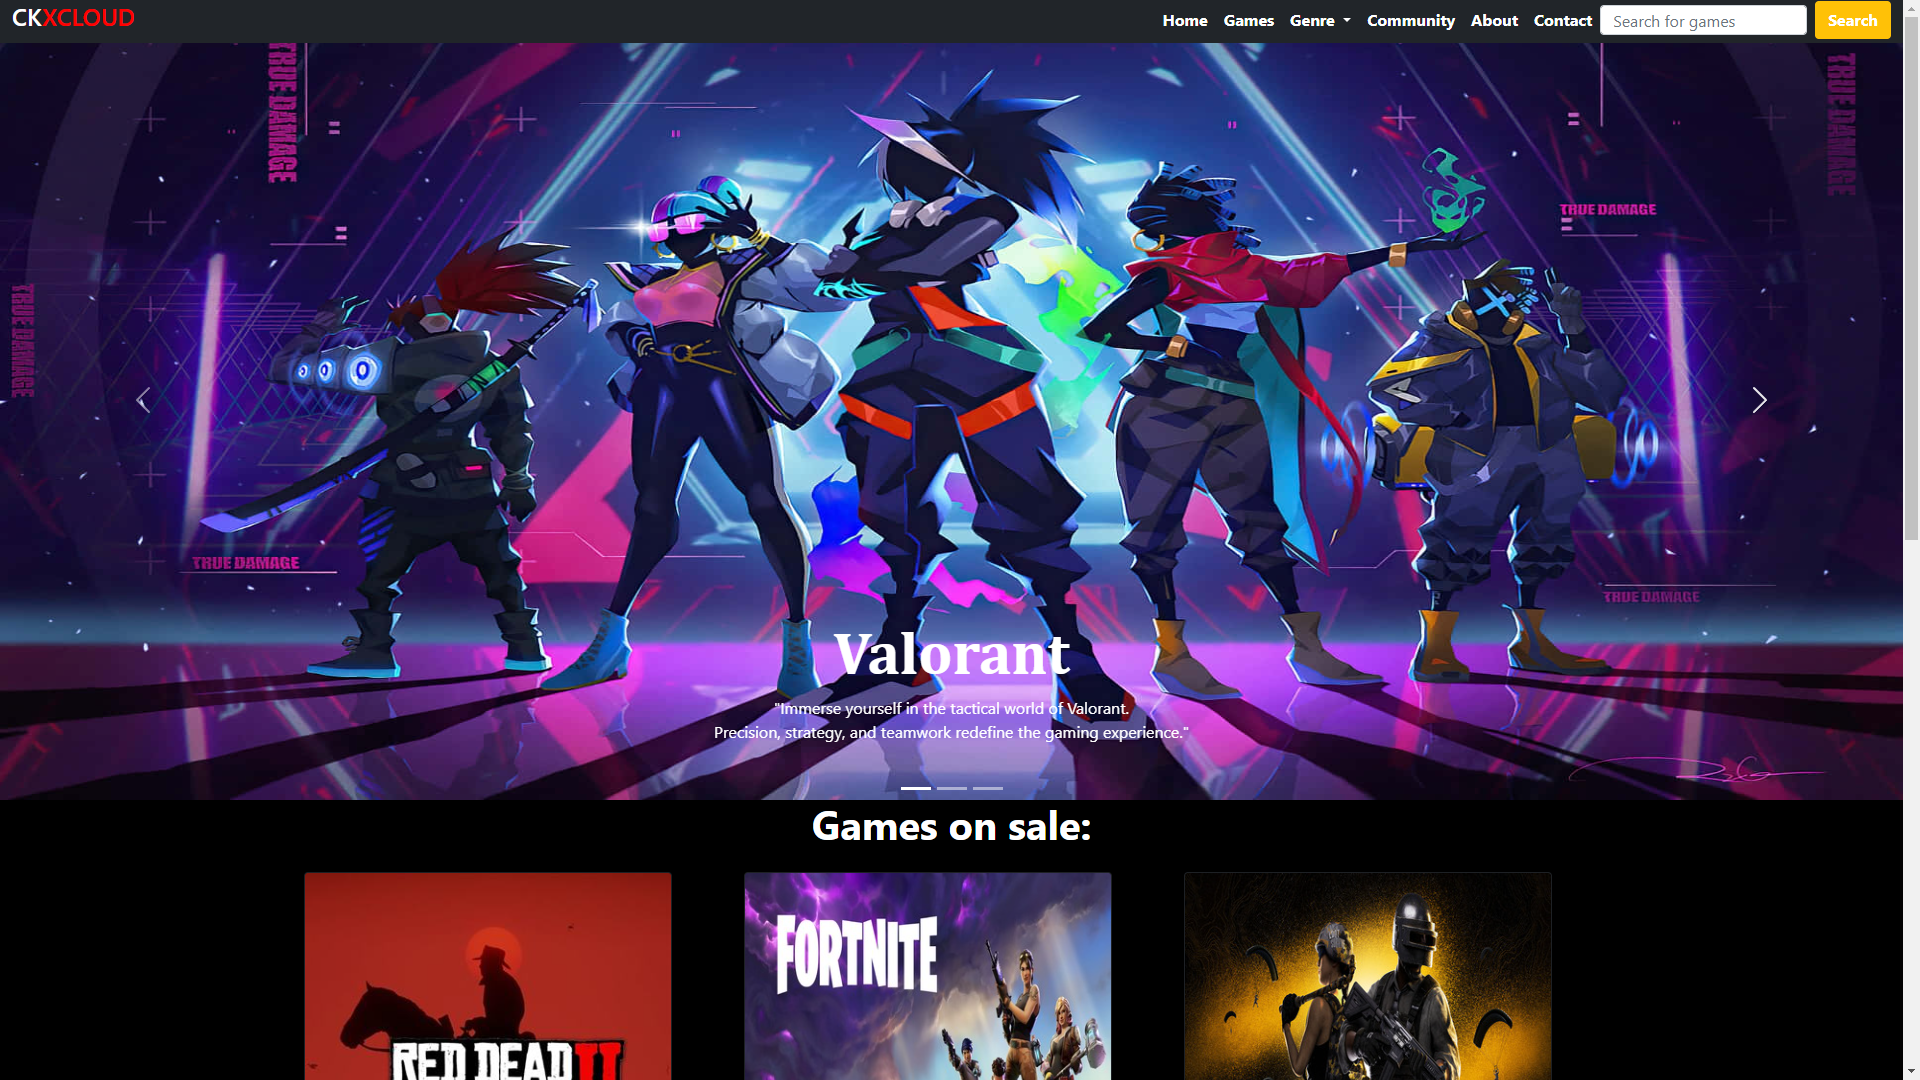 CKXCLOUD
Home Games Genre Community About Contact Search for games Search
TRUE DAMAGE
TRUE DAMAGE
TRUE DAMAGE
TRUE DAMAGE
TRUE DAMAGE
TRUE DAMAGE
Valorant
"Immerse yourself in the tactical world of Valorant.
Precision, strategy, and teamwork redefine the gaming experience."
Games on sale:
FORTNITE
RED DEAD II